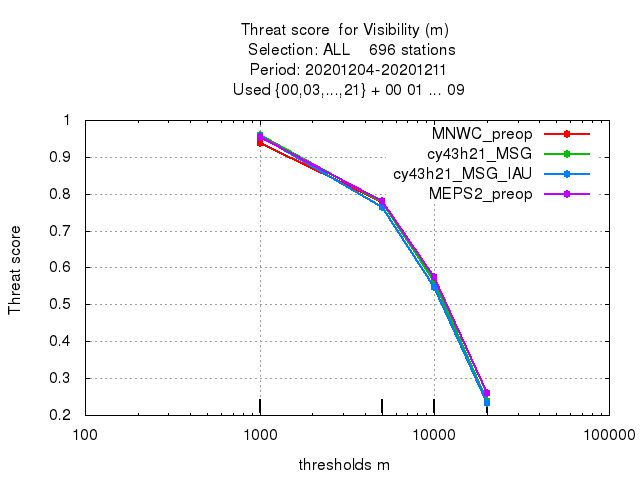 Threat score  for Visibility (m)
Selection: ALL    696 stations
Period: 20201204-20201211
Used {00,03,...,21} + 00 01 ... 09
MNWC_preop
cy43h21_MSG
cy43h21_MSG_IAU
MEPS2_preop
Threat score
1
0.9
0.8
0.7
0.6
0.5
0.4
0.3
0.2
100
1000
10000
100000
thresholds m